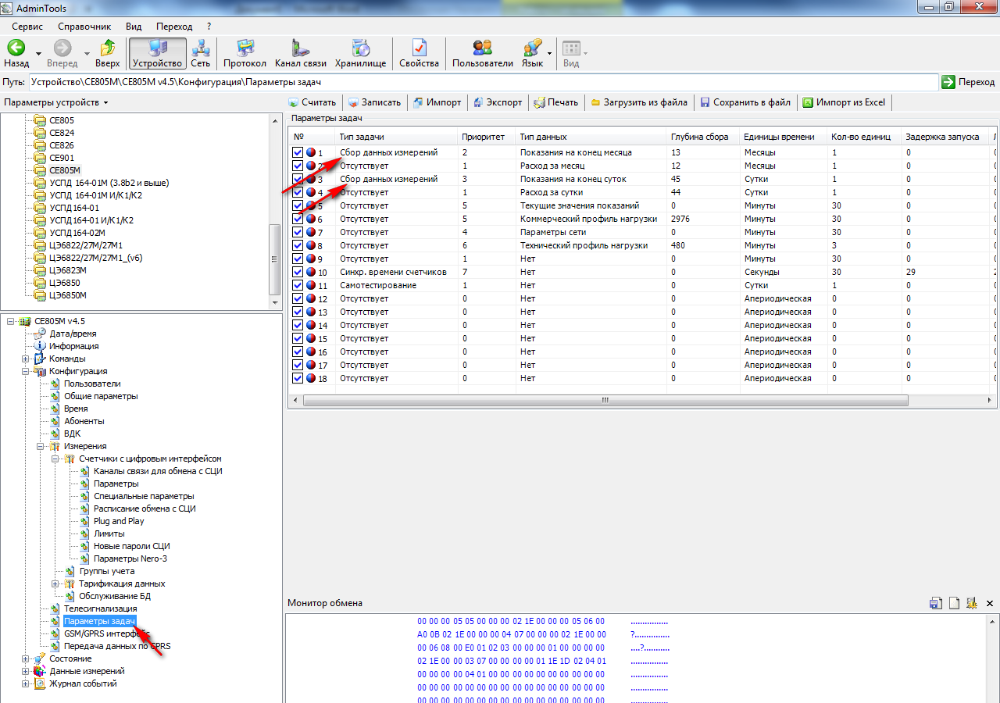 AdminTools
Сервис Справочник Вид Переход ?
Назад Вперед Вверх Устройство Сеть Протокол Канал связи Хранилище Свойства Пользователи Язык Вид
Путь: Устройство\CE805M\CE805M v4.5\Конфигурация\Параметры задач Переход
Параметры устройств
CE805
CE824
CE826
CE901
CE805M
УСПД 164-01М (3.8b2 и выше)
УСПД 164-01М И/К1/К2
УСПД164-01
УСПД164-01 И/К1/К2
УСПД164-02М
ЦЭ6822/27М/27М1
ЦЭ6822/27М/27М1_(v6)
ЦЭ6823М
ЦЭ6850
ЦЭ6850М
CE805M v4.5
Дата/время
Информация
Команды
Конфигурация
Пользователи
Общие параметры
Время
Абоненты
ВДК
Измерения
Счетчики с цифровым интерфейсом
Каналы связи для обмена с СЦИ
Параметры
Специальные параметры
Расписание обмена с СЦИ
Plug and Play
Лимиты
Новые пароли СЦИ
Параметры Nero-3
Группы учета
Тарификация данных
Обслуживание БД
Телесигнализация
Параметры задач
GSM/GPRS интерфейс
Передача данных по GPRS
Состояние
Данные измерений
Журнал событий
Считать Записать Импорт Экспорт Печать Загрузить из файла Сохранить в файл Импорт из Excel
Параметры задач
№ Тип задачи Приоритет Тип данных Глубина сбора Единицы времени Кол-во единиц Задержка запуска
1 Сбор данных измерений 2 Показания на конец месяца 13 Месяцы 1 0
2 Отсутствует 1 Расход за месяц 12 Месяцы 1 0
3 Сбор данных измерений 3 Показания на конец суток 45 Сутки 1 0
4 Отсутствует 1 Расход за сутки 44 Сутки 1 0
5 Отсутствует 5 Текущие значения показаний 0 Минуты 30 0
6 Отсутствует 5 Коммерческий профиль нагрузки 2976 Минуты 30 0
7 Отсутствует 4 Параметры сети 0 Минуты 30 0
8 Отсутствует 6 Технический профиль нагрузки 480 Минуты 3 0
9 Отсутствует 1 Нет 0 Минуты 30 0
10 Синхр. времени счетчиков 7 Нет 0 Секунды 30 29
11 Самотестирование 1 Нет 0 Сутки 1 0
12 Отсутствует 0 Нет 0 Апериодическая 0 0
13 Отсутствует 0 Нет 0 Апериодическая 0 0
14 Отсутствует 0 Нет 0 Апериодическая 0 0
15 Отсутствует 0 Нет 0 Апериодическая 0 0
16 Отсутствует 0 Нет 0 Апериодическая 0 0
17 Отсутствует 0 Нет 0 Апериодическая 0 0
18 Отсутствует 0 Нет 0 Апериодическая 0 0
Монитор обмена
00 00 00 05 05 00 00 00 02 1E 00 00 00 05 06 00 ...............
A0 0B 02 1E 00 00 00 04 07 00 00 00 02 1E 00 00 ?..............
00 06 08 00 E0 01 02 03 00 00 00 01 00 00 00 00 ....?...........
02 1E 00 00 03 07 00 00 00 00 01 1E 1D 02 04 01 ...............
00 00 00 00 04 01 00 00 00 00 00 00 00 00 00 00 ...............
00 00 00 00 00 00 00 00 00 00 00 00 00 00 00 00 ...............
00 00 00 00 00 00 00 00 00 00 00 00 00 00 00 00 ...............